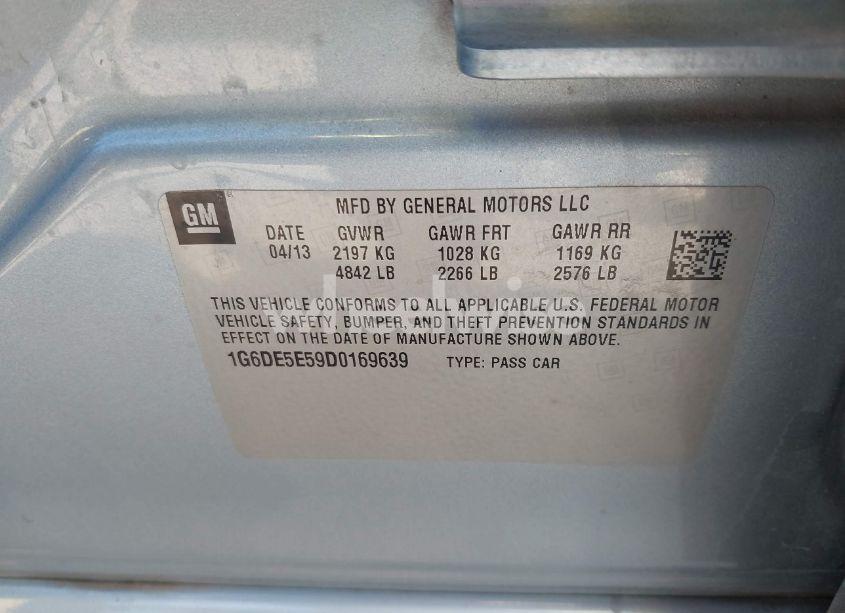 GM
MFD BY GENERAL MOTORS LLC
DATE GVWR GAWR FRT GAWR RR
04/13 2197 KG 1028 KG 1169 KG
4842 LB 2266 LB 2576 LB
THIS VEHICLE CONFORMS TO ALL APPLICABLE U.S. FEDERAL MOTOR
VEHICLE SAFETY, BUMPER, AND THEFT PREVENTION STANDARDS IN
EFFECT ON THE DATE OF MANUFACTURE SHOWN ABOVE.
1G6DE5E59D0169639 TYPE: PASS CAR